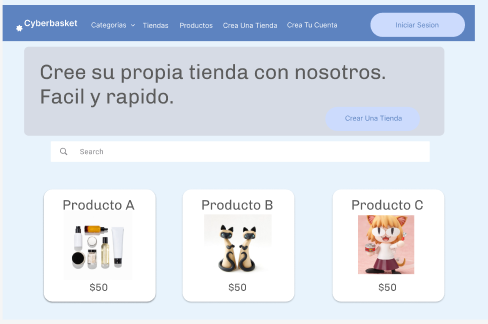 Cyberbasket
Categorias
Tiendas
Productos
Crea Una Tienda
Crea Tu Cuenta
Iniciar Sesion
Cree su propia tienda con nosotros.
Facil y rapido.
Crear Una Tienda
Search
Producto A
Producto B
Producto C
$50
$50
$50